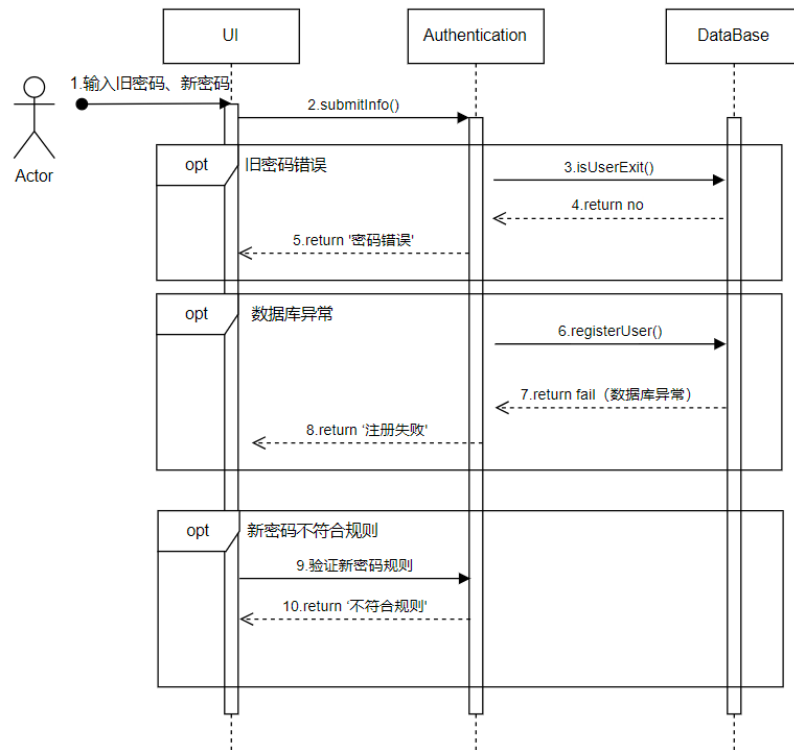 UI
Authentication
DataBase
1.输入旧密码、新密码
Actor
2.submitInfo()
opt
旧密码错误
3.isUserExit()
4.return no
5.return '密码错误'
opt
数据库异常
6.registerUser()
7.return fail（数据库异常）
8.return ‘注册失败’
opt
新密码不符合规则
9.验证新密码规则
10.return ‘不符合规则’